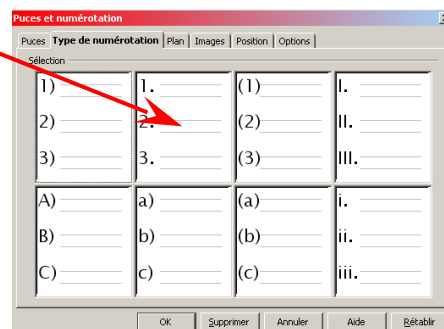 Puces et numérotation
Puces Type de numérotation Plan Images Position Options
Sélection
1) 1. (1) I.
2) 2. (2) II.
3) 3. (3) III.
A) a) (a) i.
B) b) (b) ii.
C) c) (c) iii.
OK Supprimer Annuler Aide Rétablir